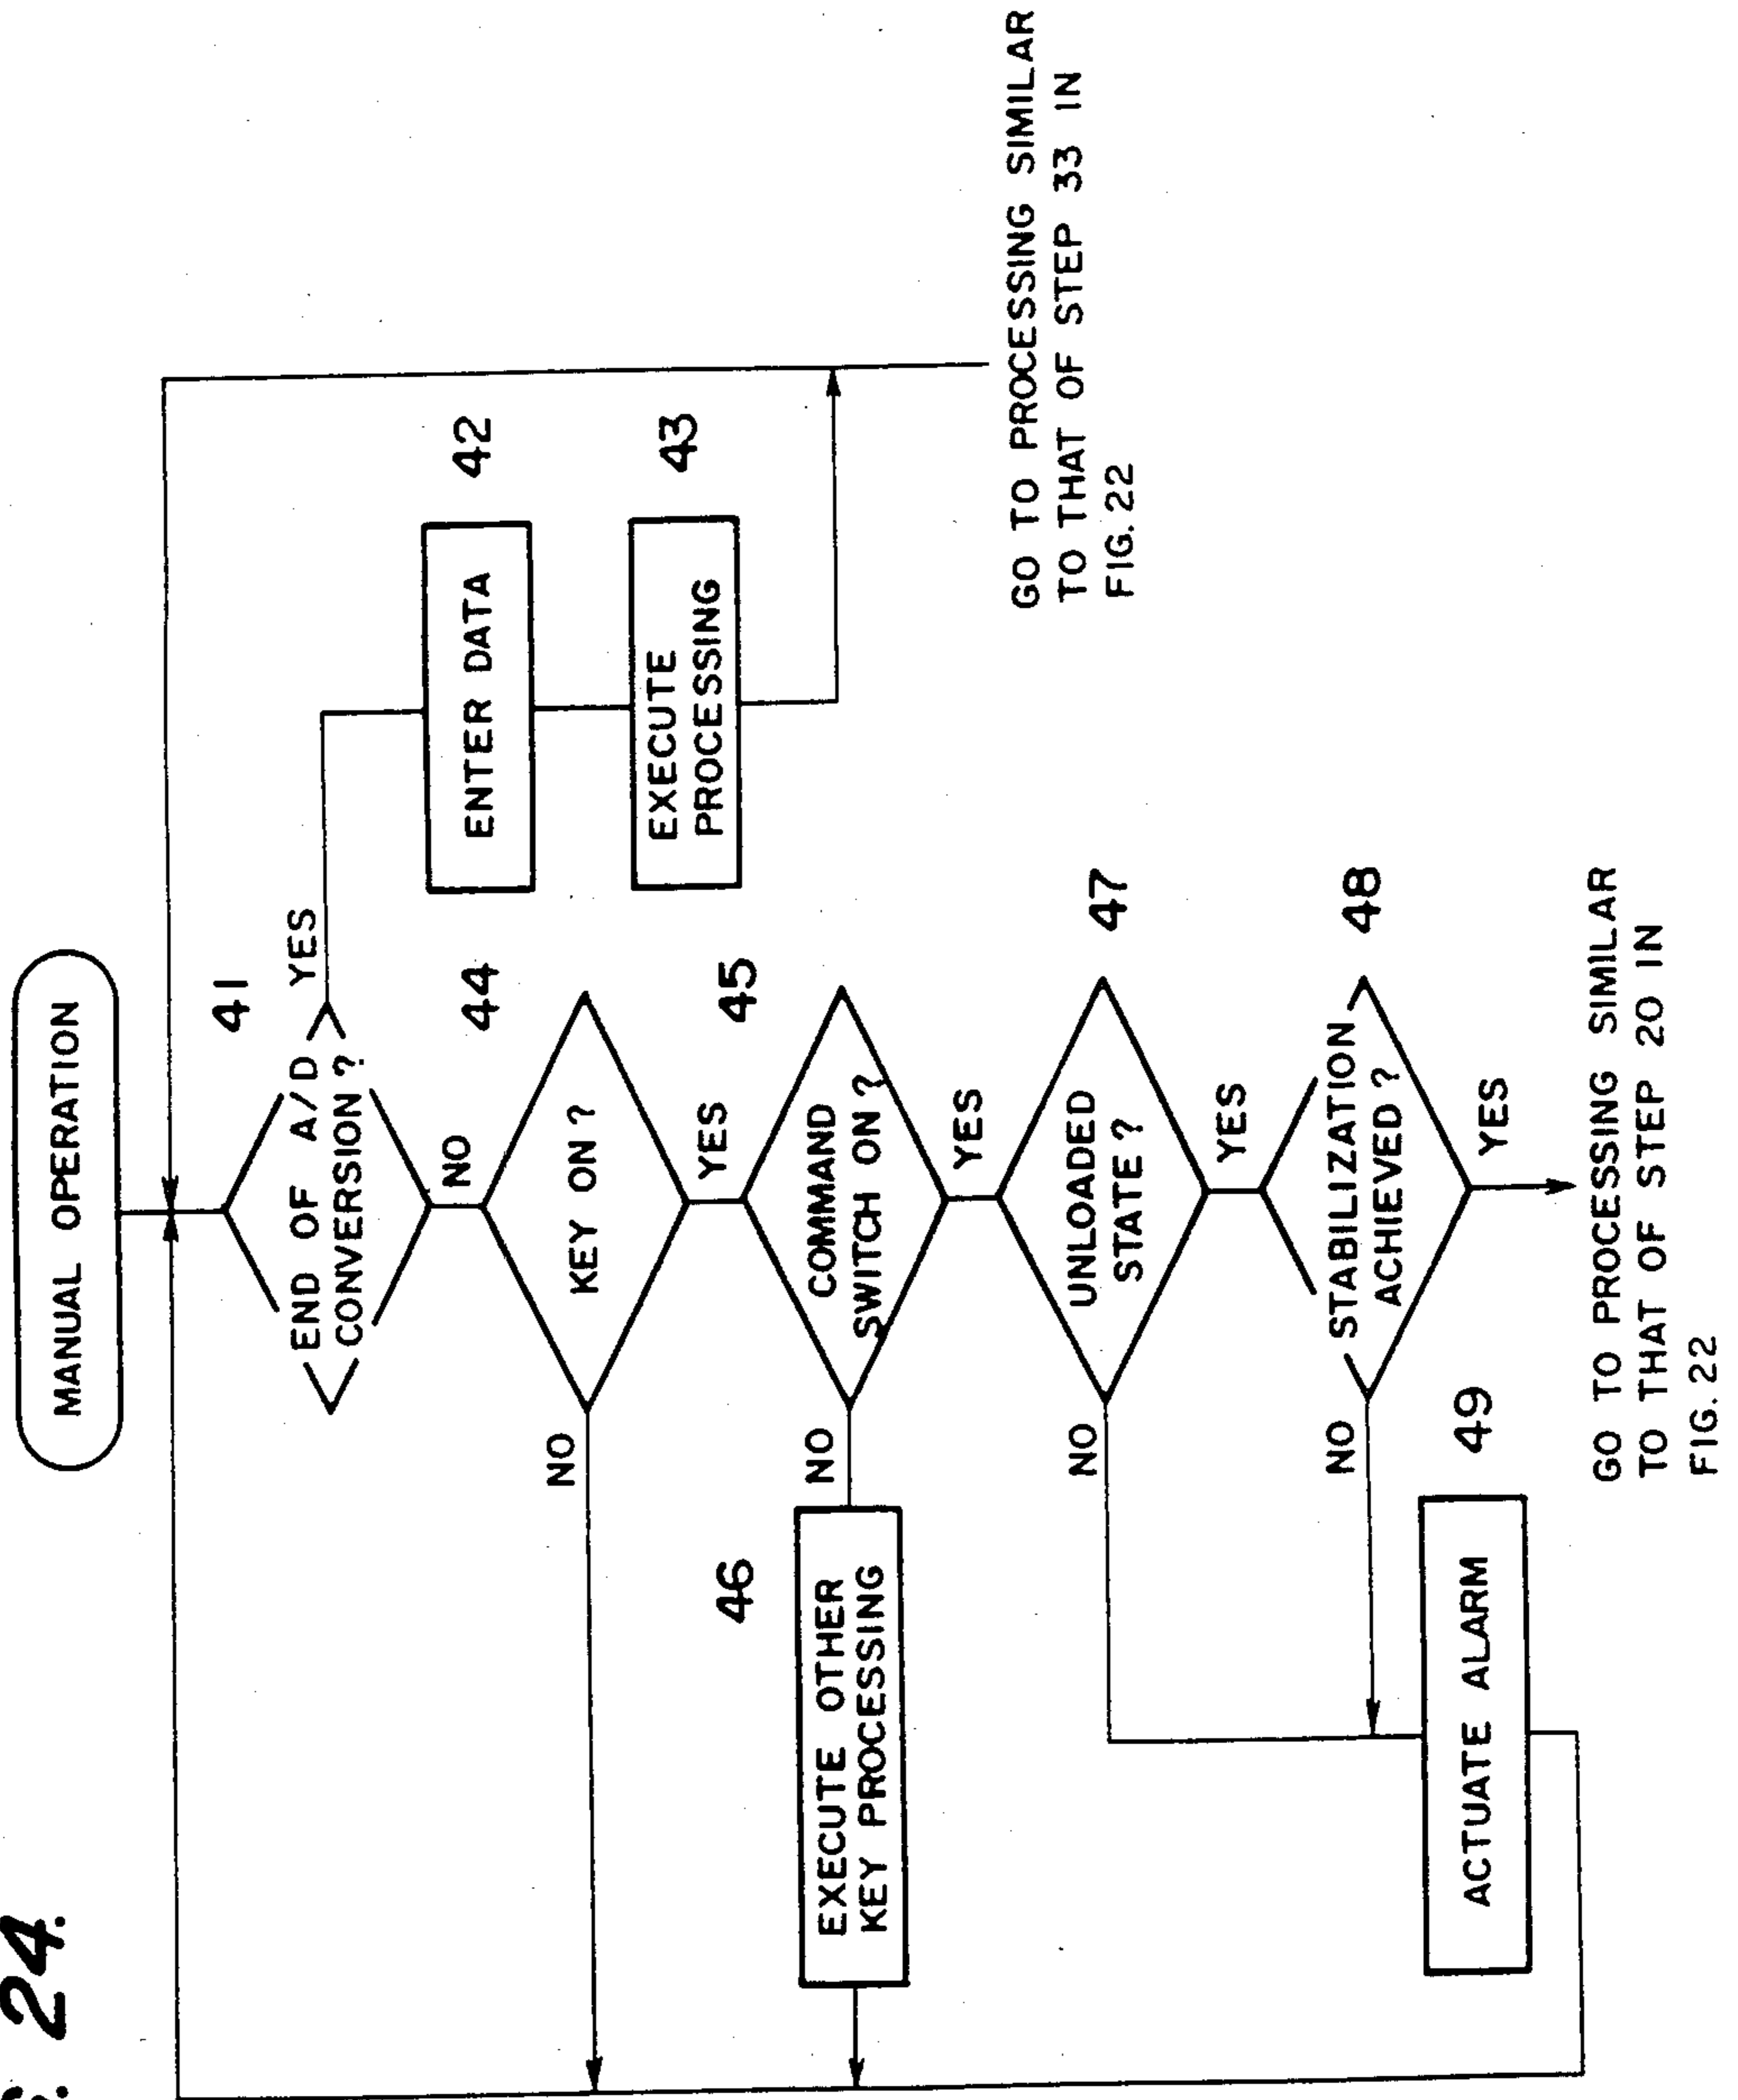 24.
MANUAL OPERATION
41
END OF A/D
CONVERSION ?
YES
NO
42
ENTER DATA
43
EXECUTE
PROCESSING
GO TO PROCESSING SIMILAR
TO THAT OF STEP 33 IN
FIG. 22
44
KEY ON ?
NO
YES
45
COMMAND
SWITCH ON ?
NO
YES
46
EXECUTE OTHER
KEY PROCESSING
47
UNLOADED
STATE ?
NO
YES
48
STABILIZATION
ACHIEVED ?
NO
YES
49
ACTUATE ALARM
GO TO PROCESSING SIMILAR
TO THAT OF STEP 20 IN
FIG. 22